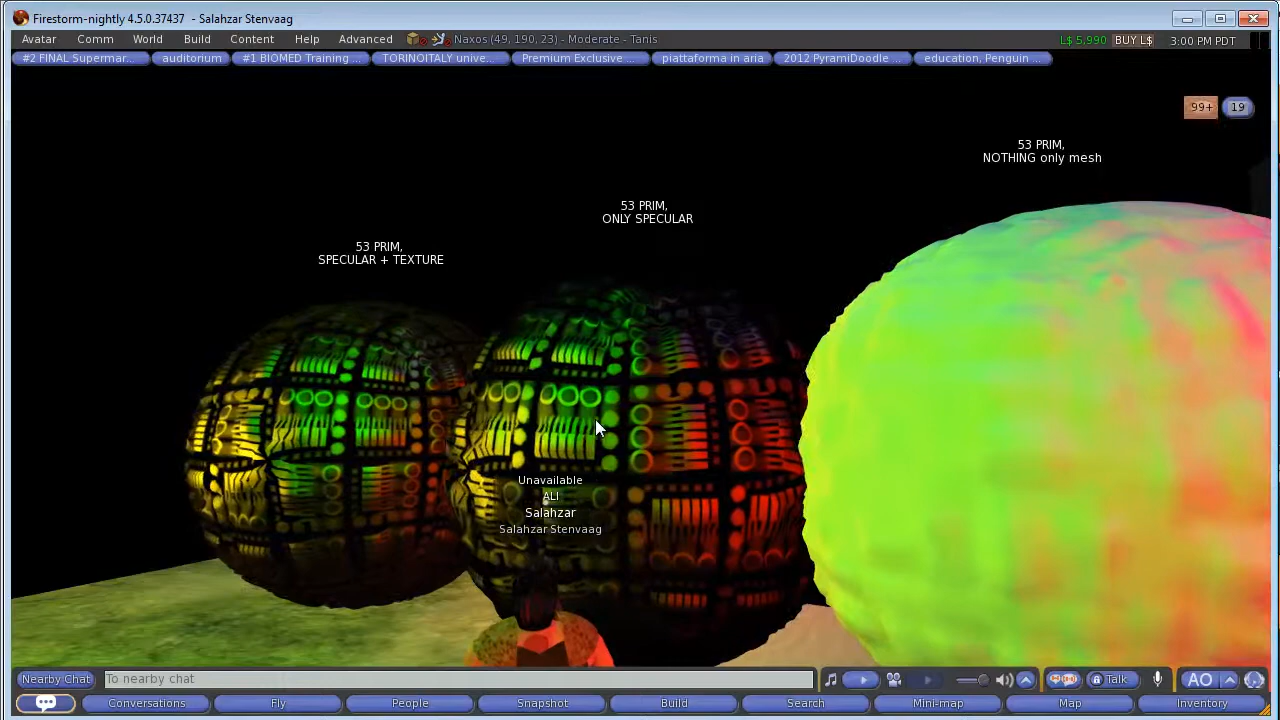 Firestorm-nightly 4.5.0.37437 - Salahzar Stenvaag
Avatar Comm World Build Content Help Advanced Naxos (49, 190, 23) - Moderate - Tanis L$ 5,990 BUY L$ 3:00 PM PDT
#2 FINAL Supermar... auditorium #1 BIOMED Training ... TORINOITALY unive... Premium Exclusive ... piattaforma in aria 2012 PyramiDoodle ... education, Penguin ...
99+ 19
53 PRIM,
NOTHING only mesh
53 PRIM,
ONLY SPECULAR
53 PRIM,
SPECULAR + TEXTURE
Unavailable
ALI
Salahzar
Salahzar Stenvaag
Nearby Chat To nearby chat Talk AO
Conversations Fly People Snapshot Build Search Mini-map Map Inventory